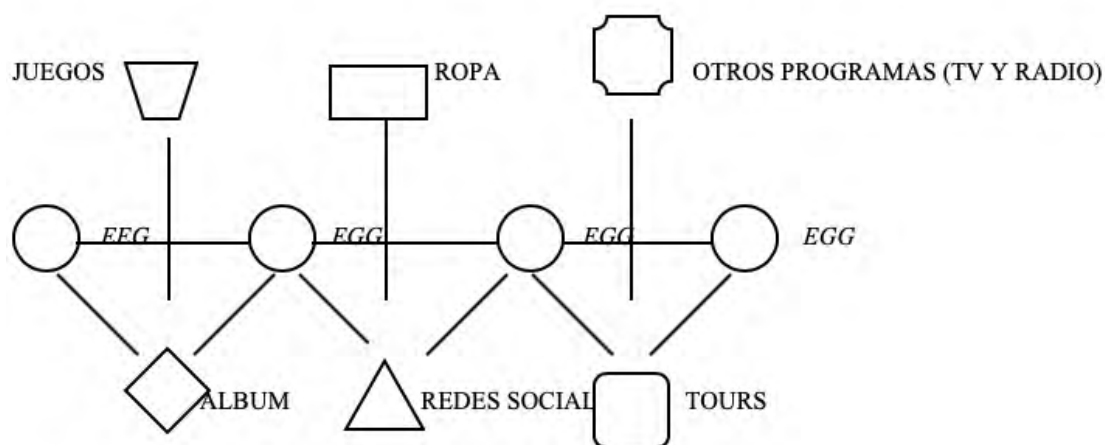 JUEGOS
ROPA
OTROS PROGRAMAS (TV Y RADIO)
EEG
EGG
EGG
EGG
ALBUM
REDES SOCIAL
TOURS